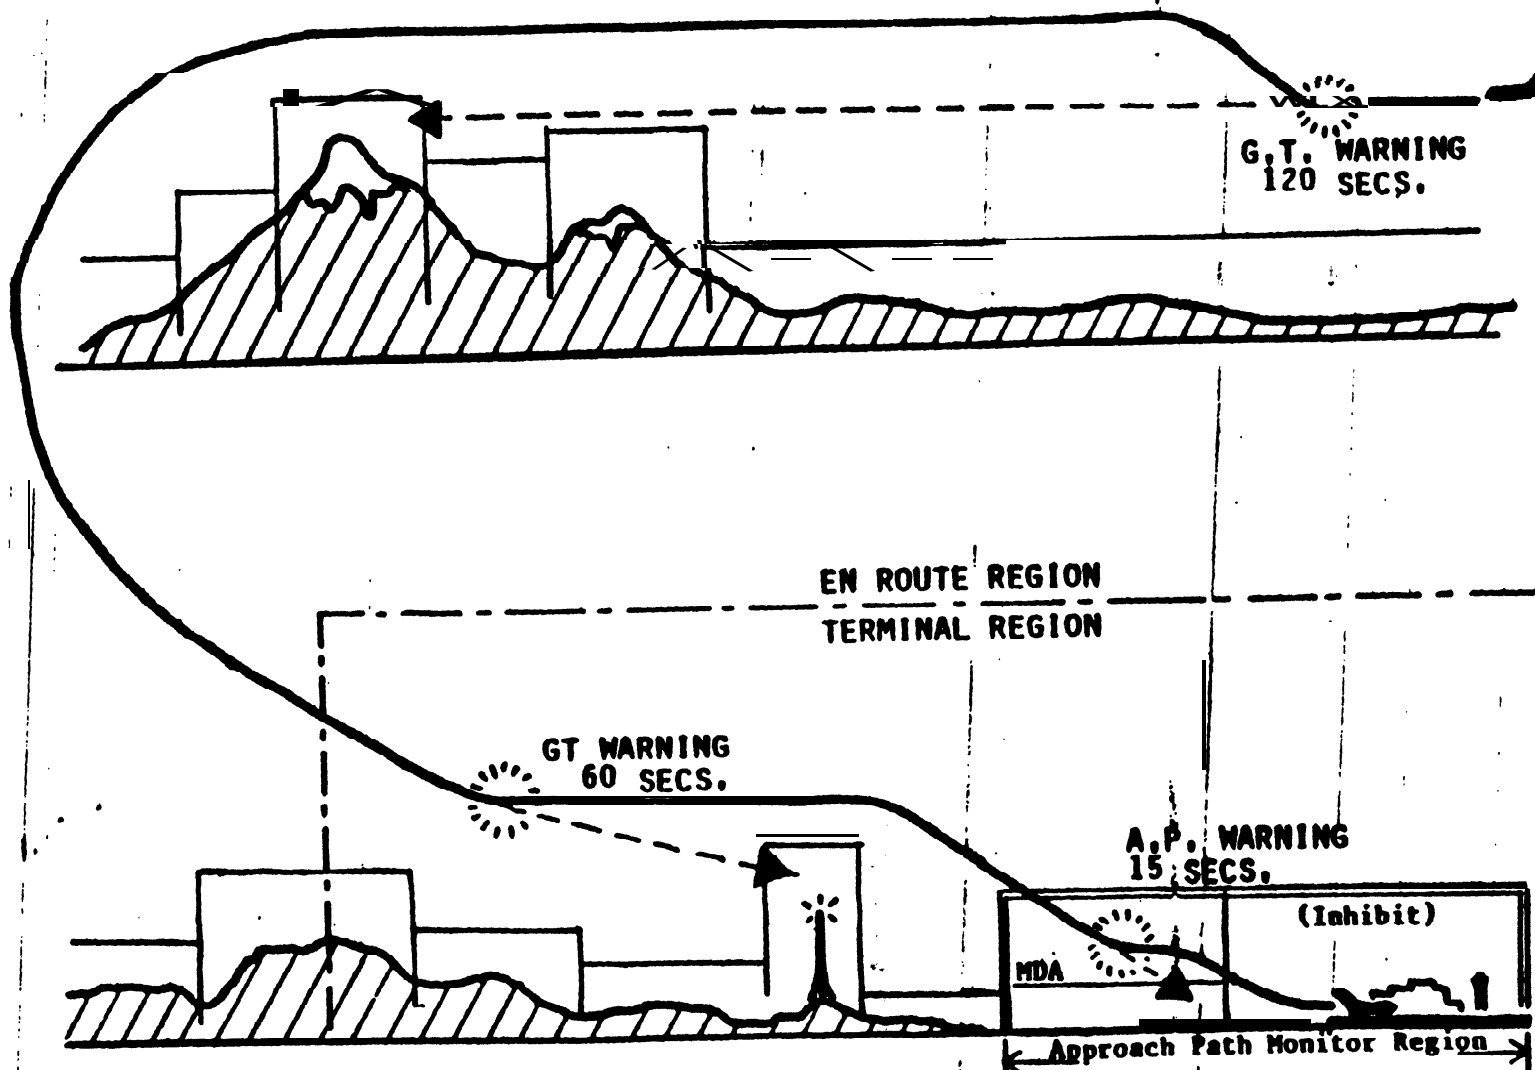 G.T. WARNING
120 SECS.
EN ROUTE REGION
TERMINAL REGION
GT WARNING
60 SECS.
A.P. WARNING
15 SECS.
(Inhibit)
MDA
Approach Path Monitor Region